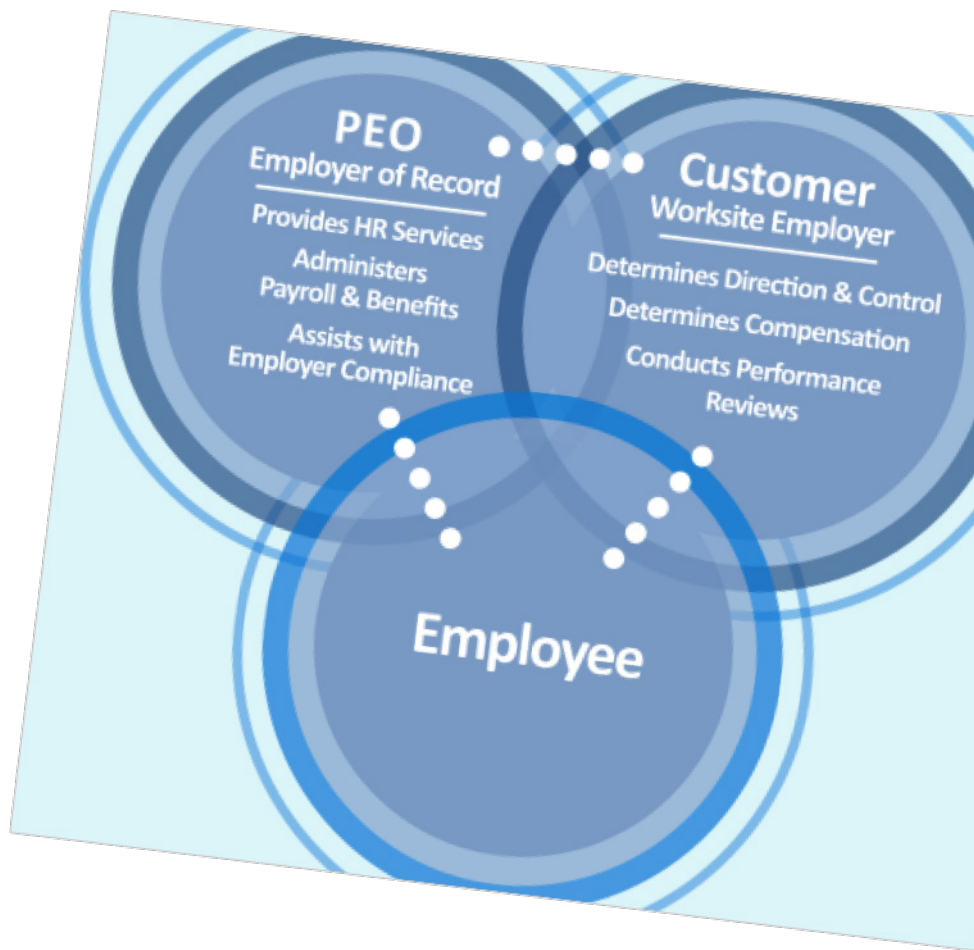 PEO
Employer of Record
Provides HR Services
Administers
Payroll & Benefits
Assists with
Employer Compliance
Customer
Worksite Employer
Determines Direction & Control
Determines Compensation
Conducts Performance
Reviews
Employee